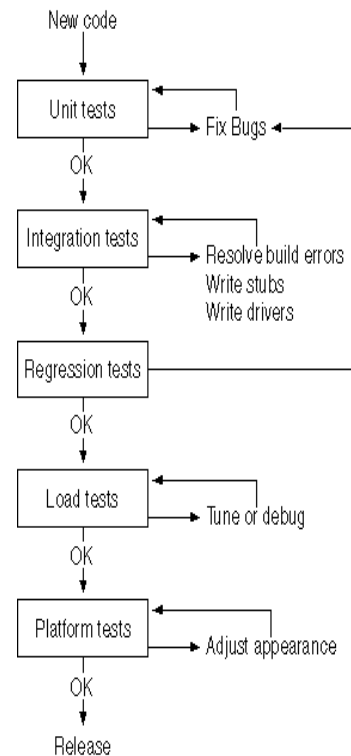 New code
Unit tests
Fix Bugs
OK
Integration tests
Resolve build errors
Write stubs
Write drivers
OK
Regression tests
OK
Load tests
Tune or debug
OK
Platform tests
Adjust appearance
OK
Release